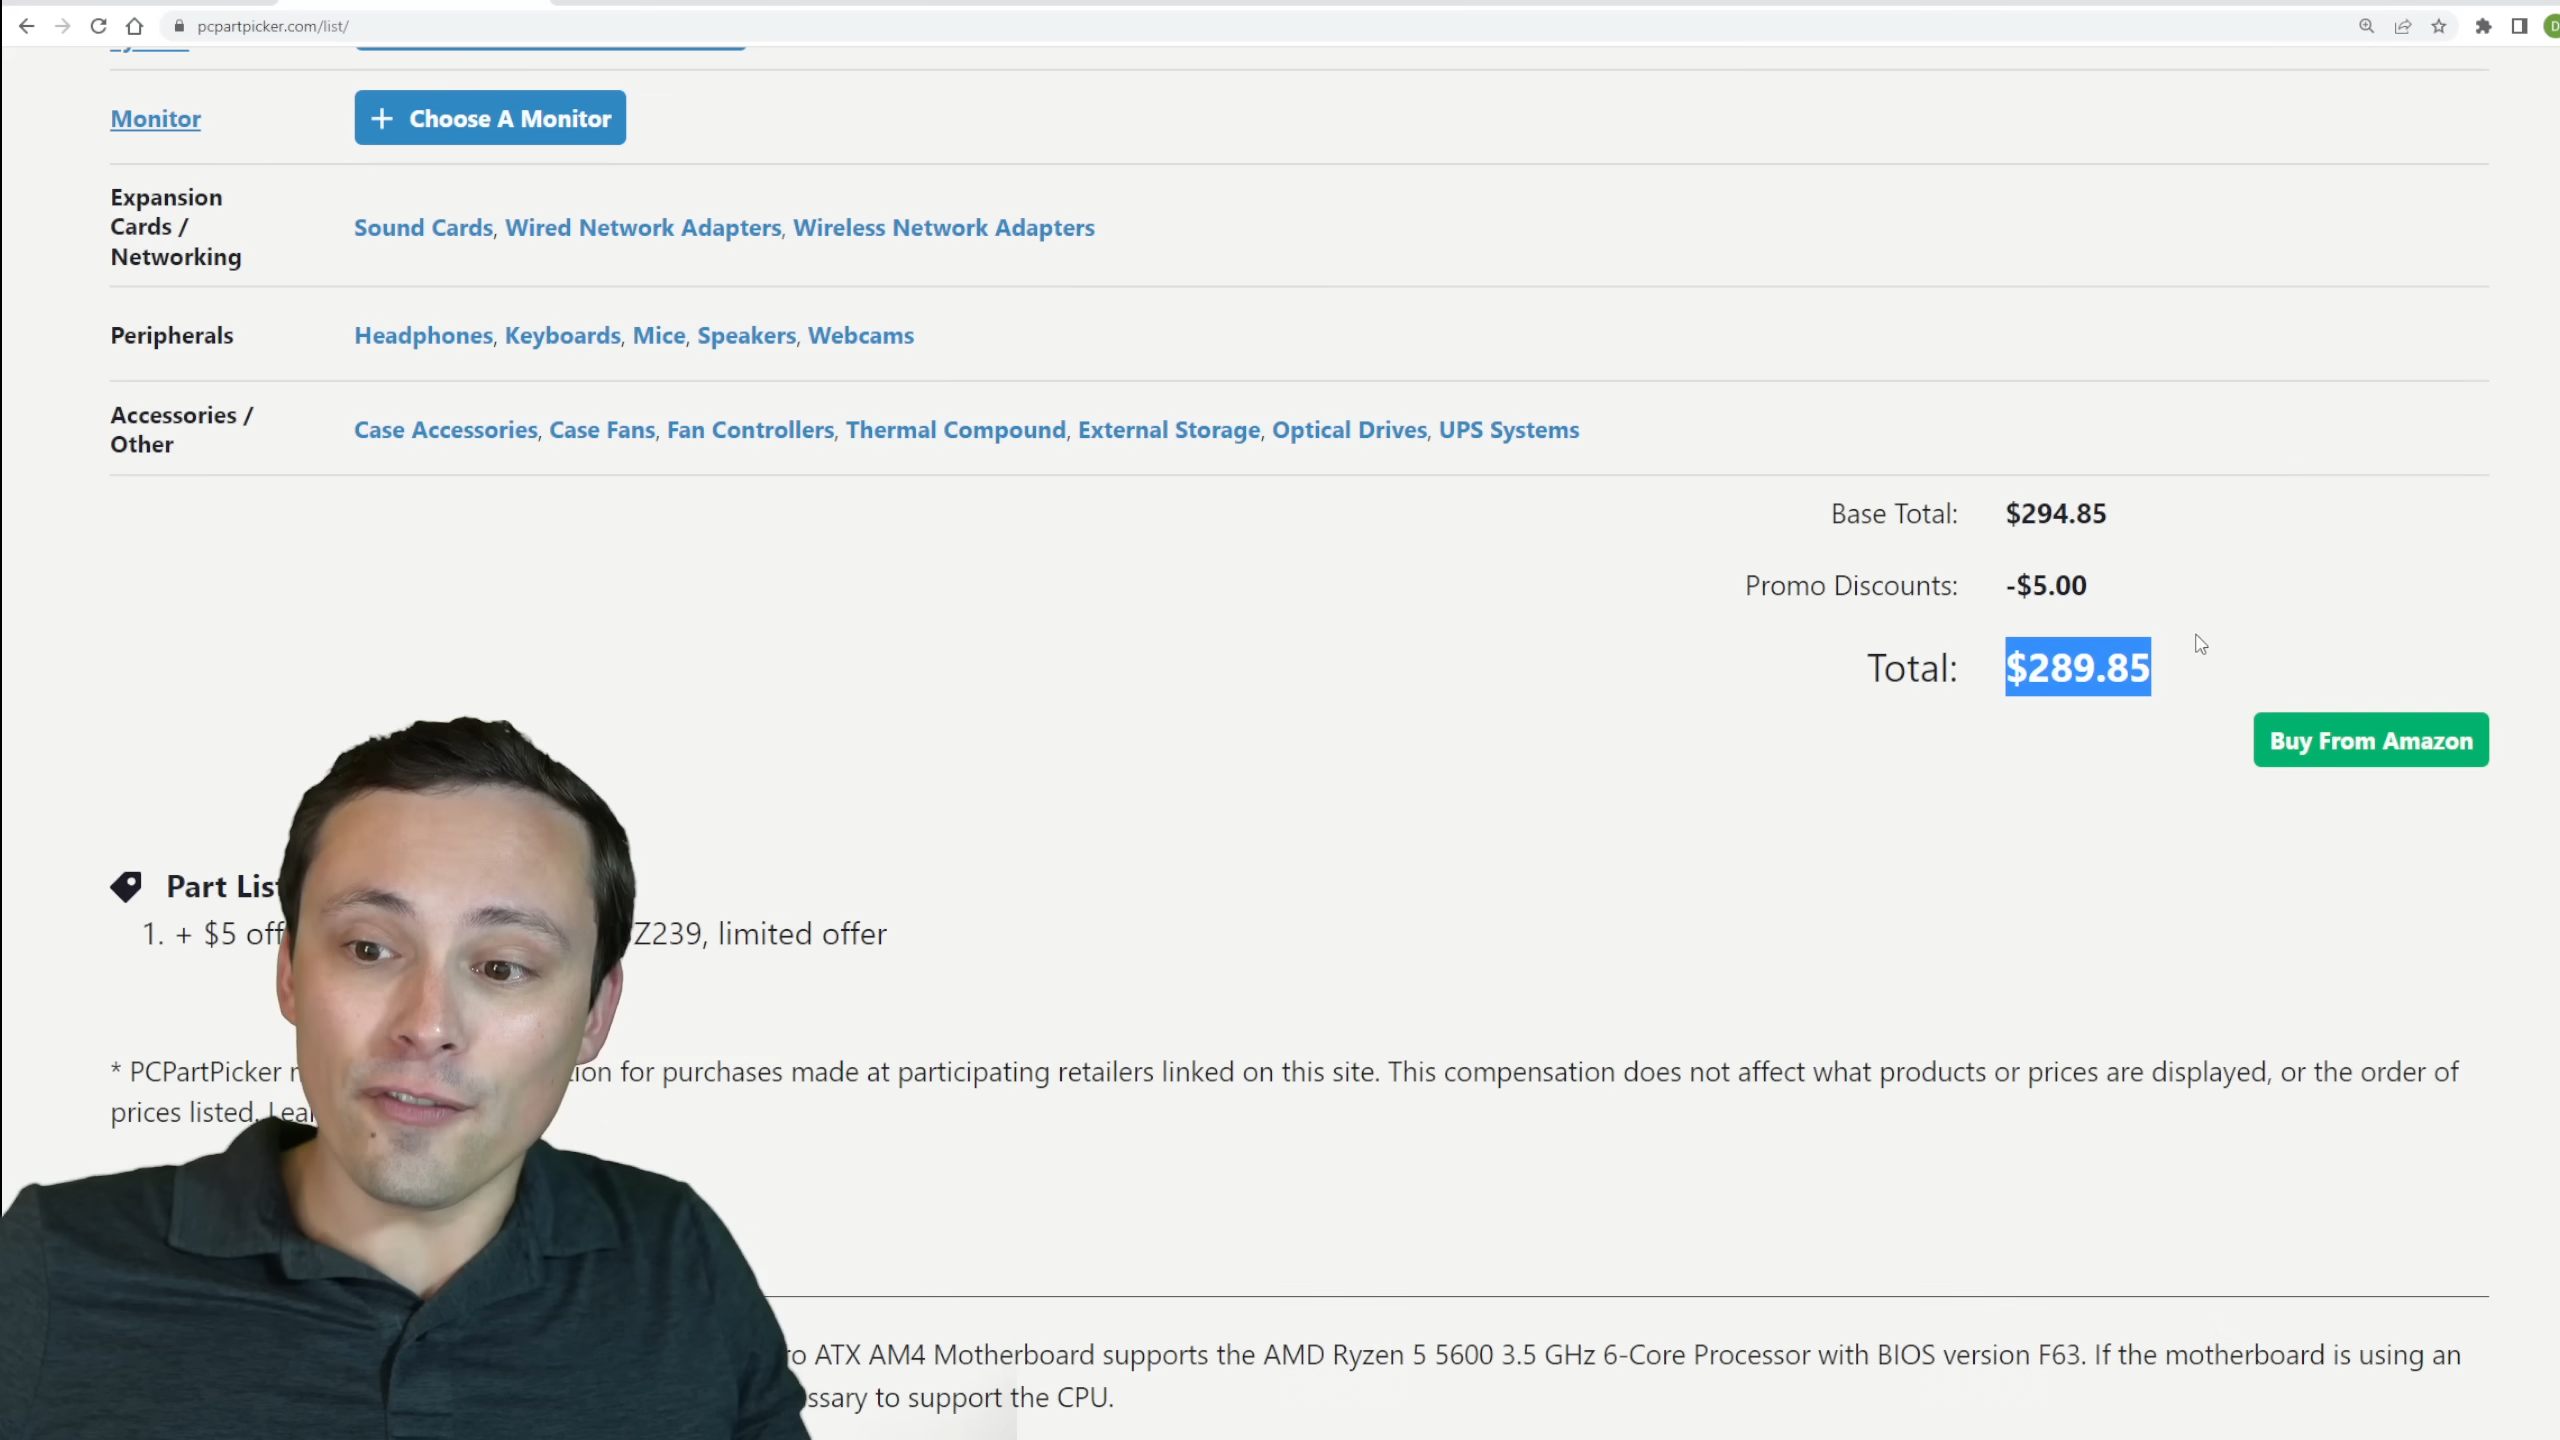 pcpartpicker.com/list/
Monitor
+ Choose A Monitor
Expansion
Cards /
Networking
Sound Cards, Wired Network Adapters, Wireless Network Adapters
Peripherals
Headphones, Keyboards, Mice, Speakers, Webcams
Accessories /
Other
Case Accessories, Case Fans, Fan Controllers, Thermal Compound, External Storage, Optical Drives, UPS Systems
Base Total: $294.85
Promo Discounts: -$5.00
Total: $289.85
Buy From Amazon
Part List
1. + $5 off Z239, limited offer
* PCPartPicker for purchases made at participating retailers linked on this site. This compensation does not affect what products or prices are displayed, or the order of
prices listed.
ATX AM4 Motherboard supports the AMD Ryzen 5 5600 3.5 GHz 6-Core Processor with BIOS version F63. If the motherboard is using an
to support the CPU.